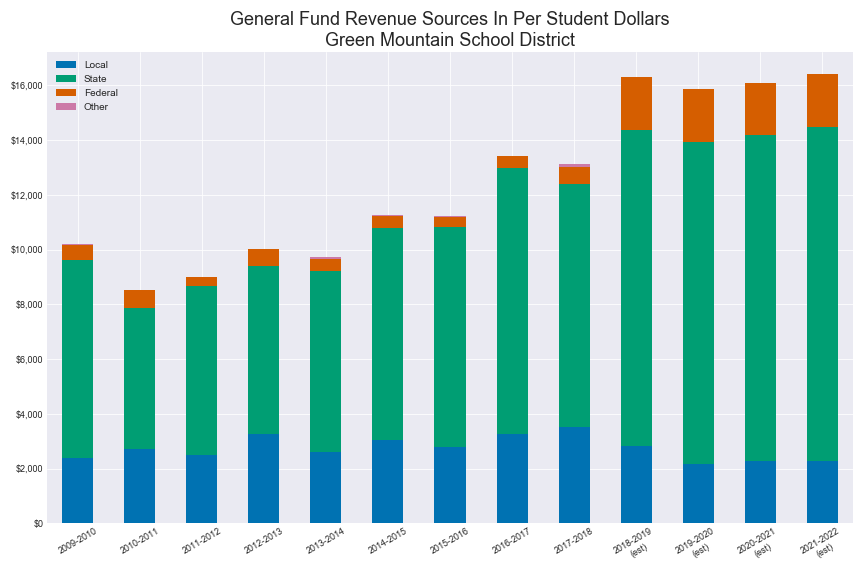 General Fund Revenue Sources In Per Student Dollars
Green Mountain School District
Local
State
Federal
Other
$16,000
$14,000
$12,000
$10,000
$8,000
$6,000
$4,000
$2,000
$0
2009-2010
2010-2011
2011-2012
2012-2013
2013-2014
2014-2015
2015-2016
2016-2017
2017-2018
2018-2019
(est)
2019-2020
(est)
2020-2021
(est)
2021-2022
(est)